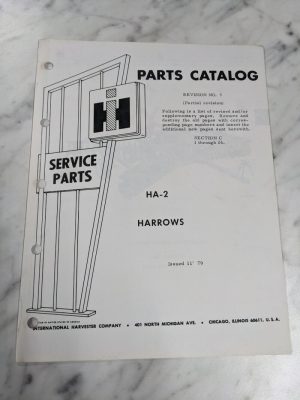 PARTS CATALOG
REVISION NO. 7
(Partial revision)
Following is a list of revised and/or
supplementary pages. Remove and
destroy the old pages with corres-
ponding page numbers and insert the
additional new pages sent herewith.
SECTION C
1 through
IH
SERVICE
PARTS
HA-2
HARROWS
Issued 11' 79
INTERNATIONAL HARVESTER COMPANY • 401 NORTH MICHIGAN AVE. • CHICAGO, ILLINOIS 60611, U.S.A.